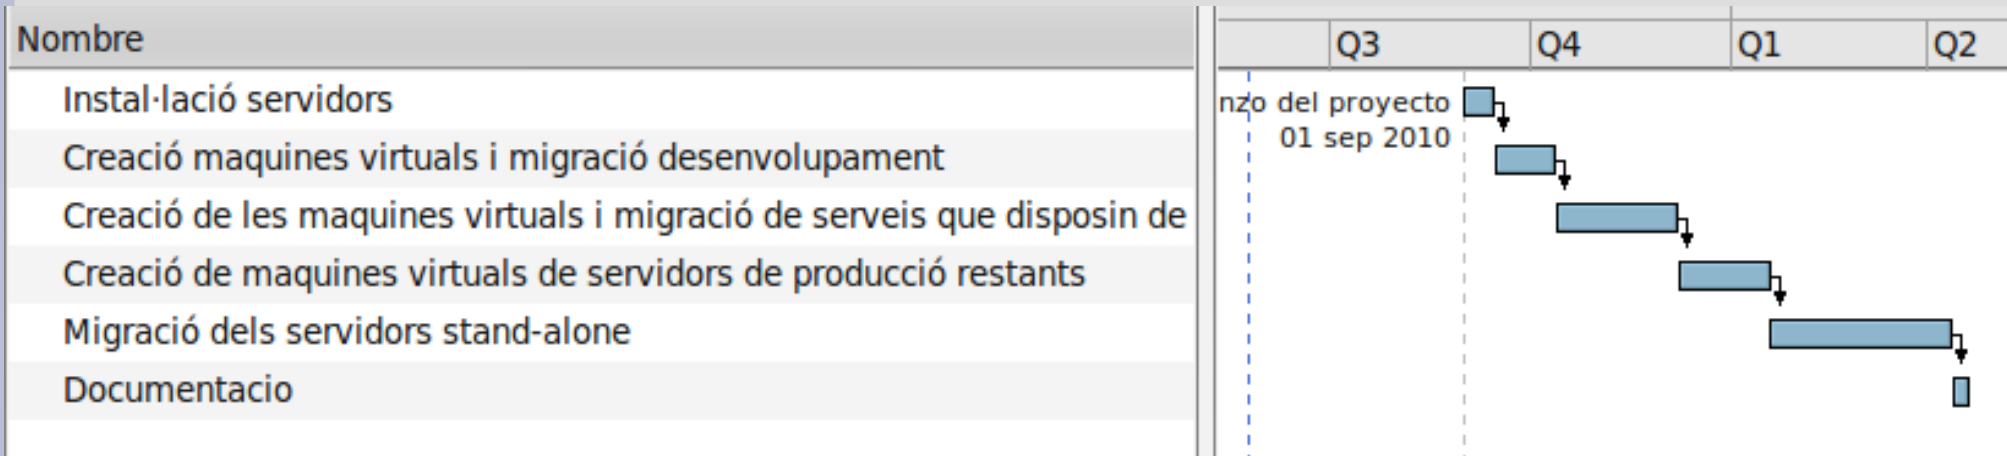 Nombre
Q3 Q4 Q1 Q2
Instal·lació servidors
nzo del proyecto
01 sep 2010
Creació maquines virtuals i migració desenvolupament
Creació de les maquines virtuals i migració de serveis que disposin de
Creació de maquines virtuals de servidors de producció restants
Migració dels servidors stand-alone
Documentacio